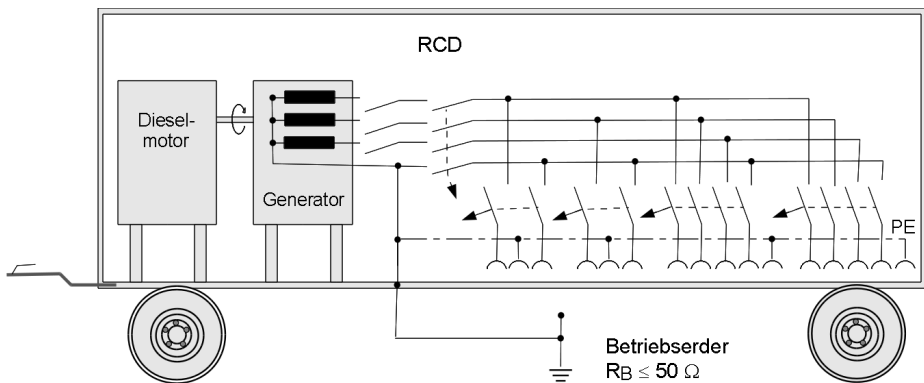 RCD
Diesel-
motor
Generator
PE
Betriebserder
RB ≤ 50 Ω